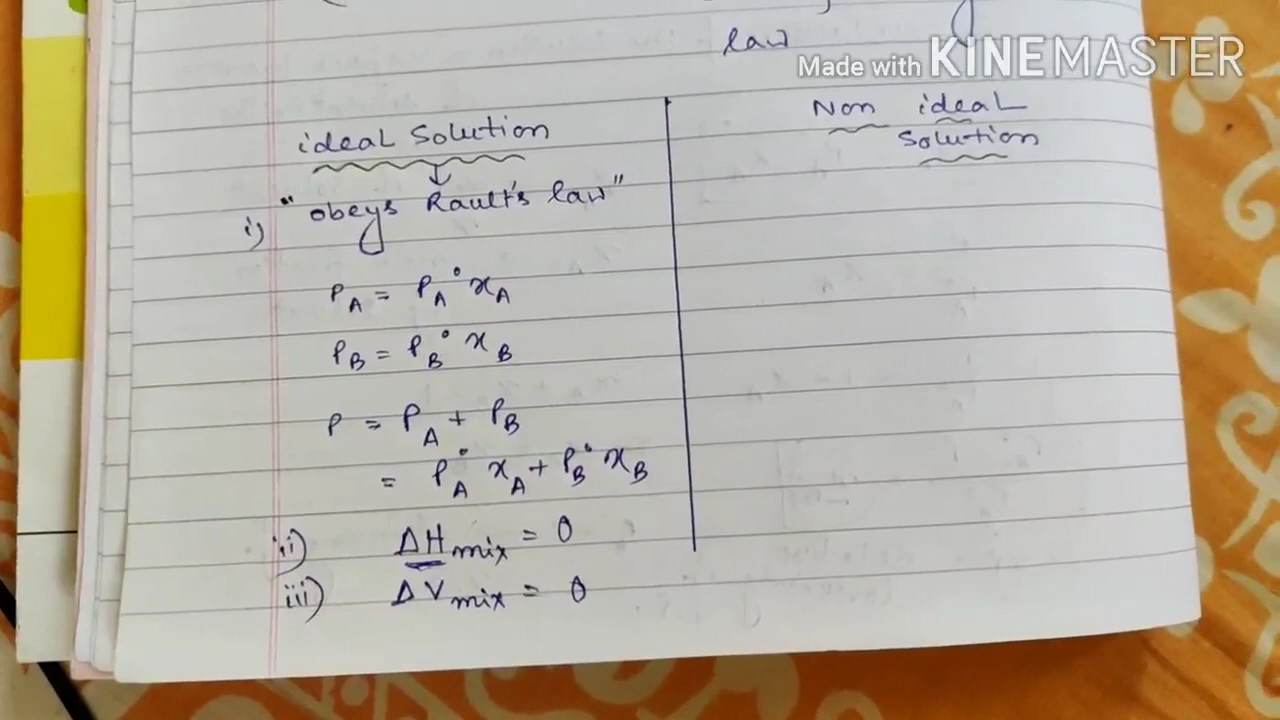 law
Made with KINEMASTER
ideal Solution
Non ideal
Solution
i) "obeys Rault's law"
P_A = P_A° x_A
P_B = P_B° x_B
P = P_A + P_B
= P_A° x_A + P_B° x_B
ii) ΔH_mix = 0
iii) ΔV_mix = 0